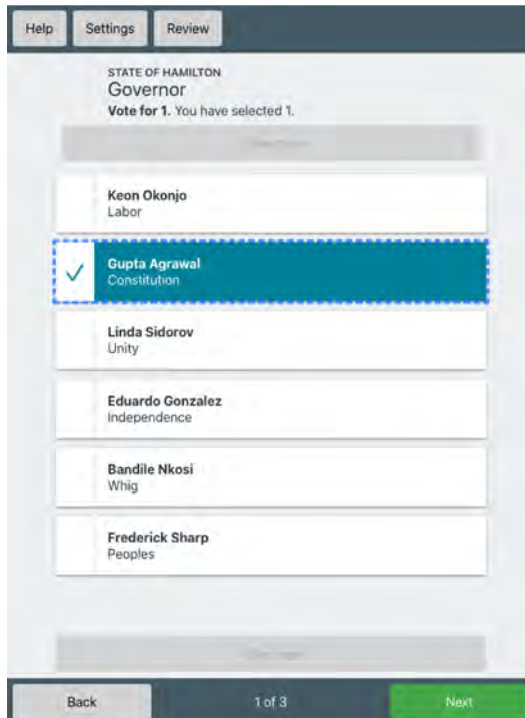 Help Settings Review
STATE OF HAMILTON
Governor
Vote for 1. You have selected 1.
Keon Okonjo
Labor
Gupta Agrawal
Constitution
Linda Sidorov
Unity
Eduardo Gonzalez
Independence
Bandile Nkosi
Whig
Frederick Sharp
Peoples
Back 1 of 3 Next